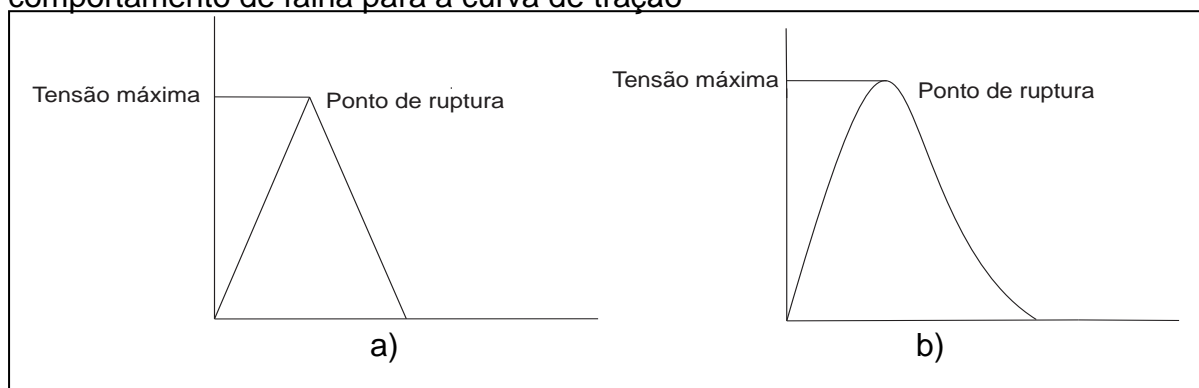 comportamento de falha para a curva de tração
Tensão máxima
Ponto de ruptura
a)
Tensão máxima
Ponto de ruptura
b)